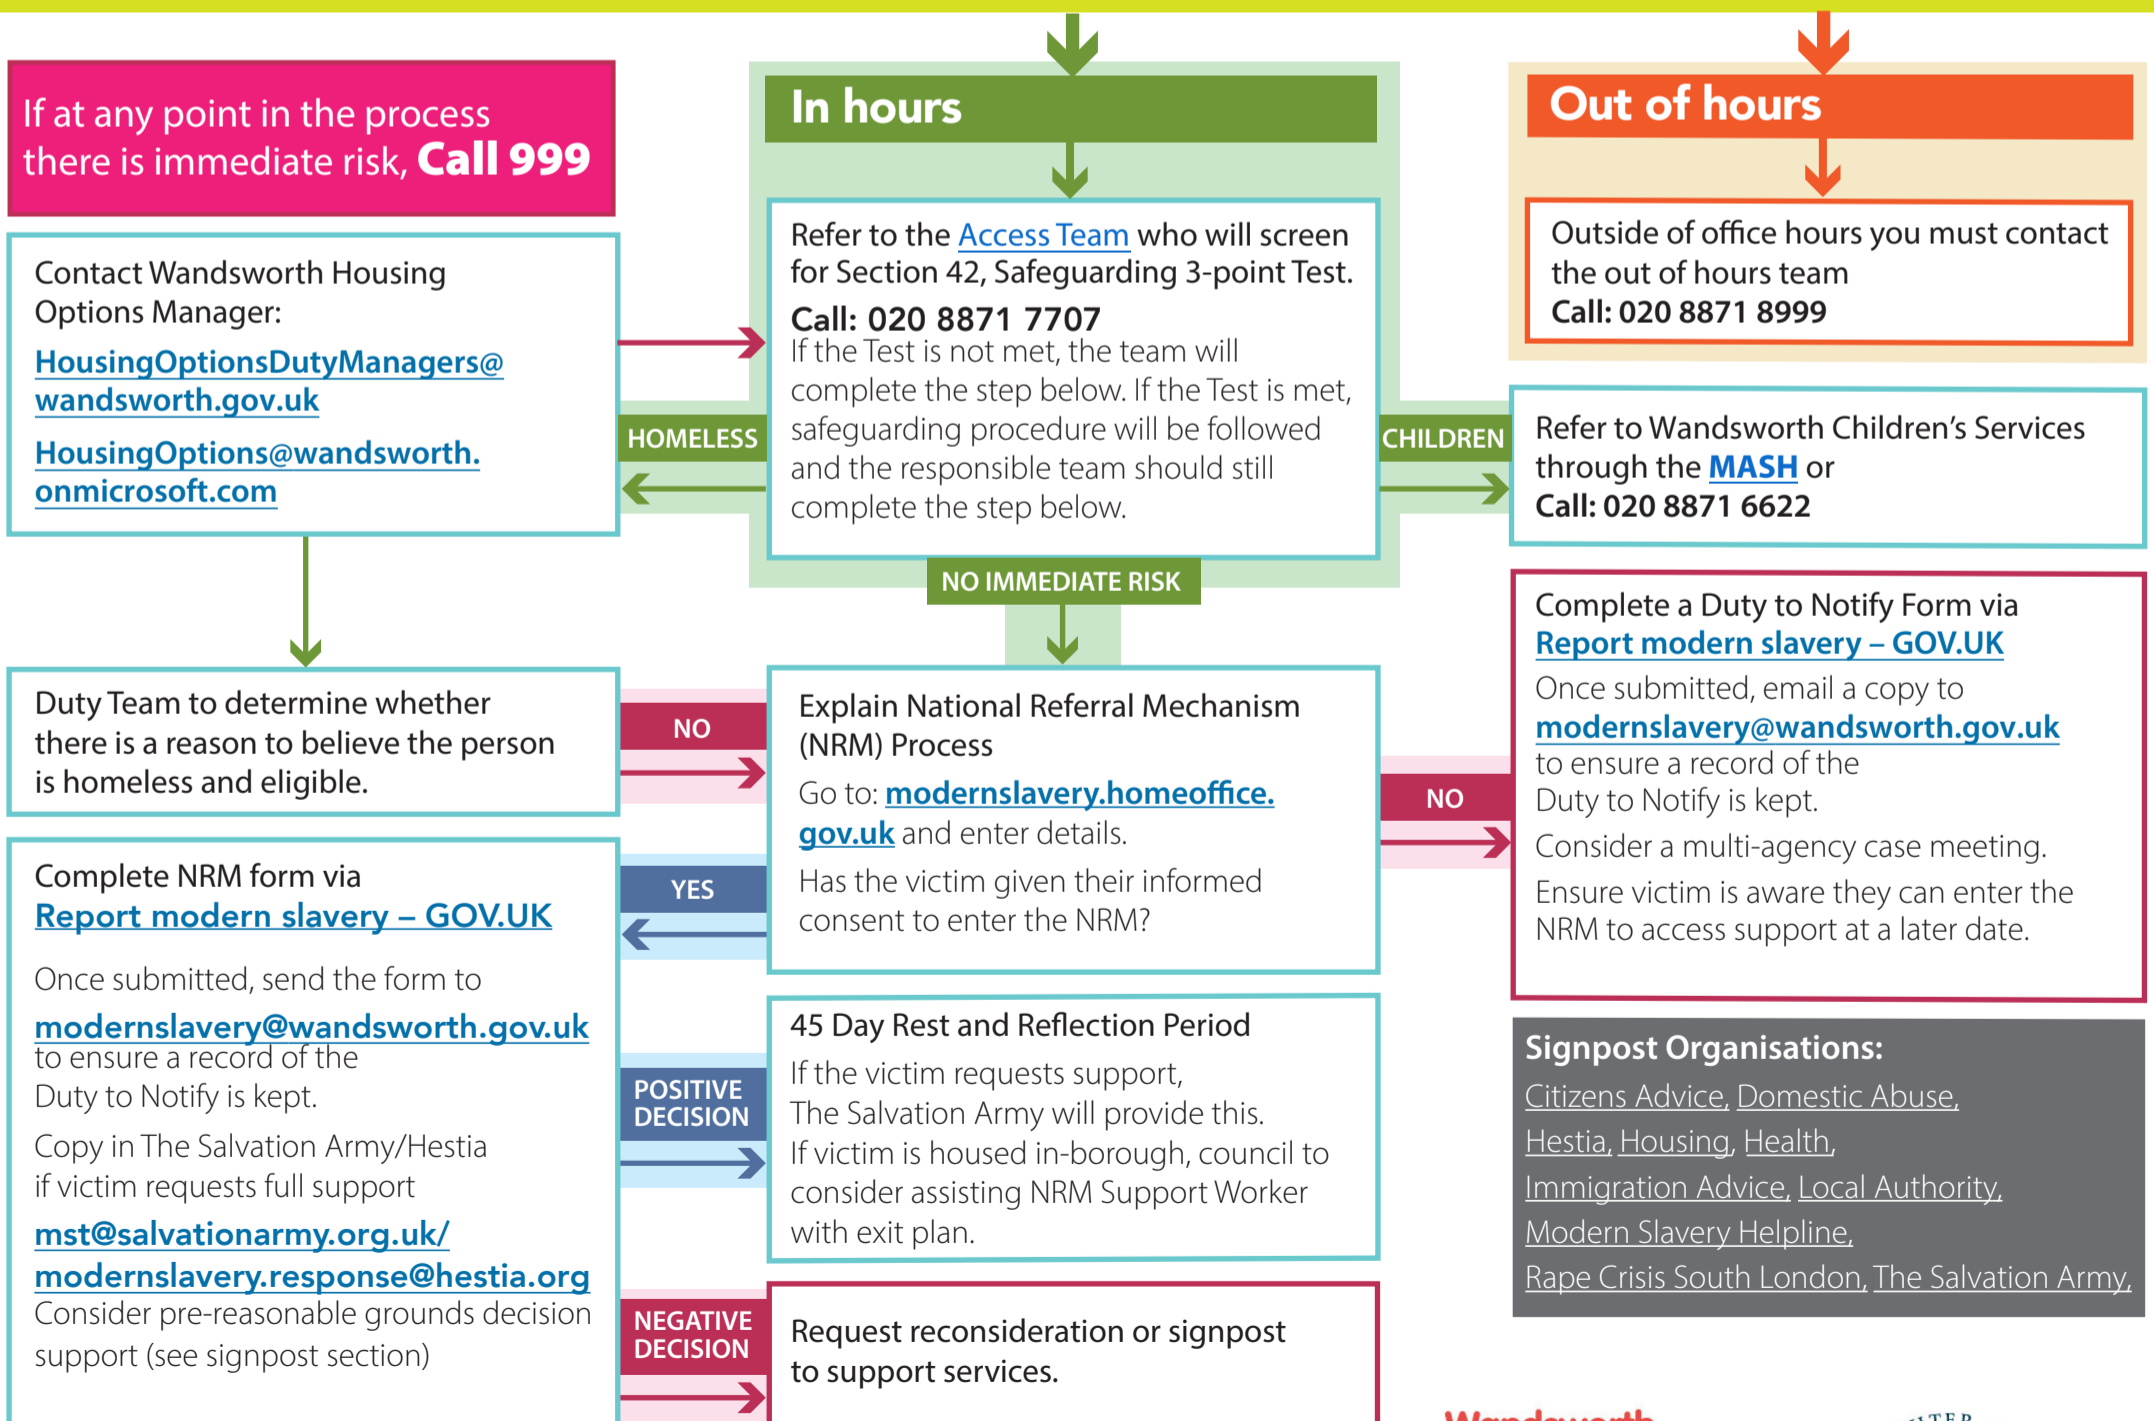 If at any point in the process
there is immediate risk, Call 999
In hours
Out of hours
Contact Wandsworth Housing
Options Manager:
HousingOptionsDutyManagers@
wandsworth.gov.uk
HousingOptions@wandsworth.
onmicrosoft.com
Refer to the Access Team who will screen
for Section 42, Safeguarding 3-point Test.
Call: 020 8871 7707
If the Test is not met, the team will
complete the step below. If the Test is met,
safeguarding procedure will be followed
and the responsible team should still
complete the step below.
Outside of office hours you must contact
the out of hours team
Call: 020 8871 8999
HOMELESS
CHILDREN
Refer to Wandsworth Children's Services
through the MASH or
Call: 020 8871 6622
NO IMMEDIATE RISK
Duty Team to determine whether
there is a reason to believe the person
is homeless and eligible.
NO
Explain National Referral Mechanism
(NRM) Process
Go to: modernslavery.homeoffice.
gov.uk and enter details.
Has the victim given their informed
consent to enter the NRM?
NO
Complete a Duty to Notify Form via
Report modern slavery – GOV.UK
Once submitted, email a copy to
modernslavery@wandsworth.gov.uk
to ensure a record of the
Duty to Notify is kept.
Consider a multi-agency case meeting.
Ensure victim is aware they can enter the
NRM to access support at a later date.
YES
Complete NRM form via
Report modern slavery – GOV.UK
Once submitted, send the form to
modernslavery@wandsworth.gov.uk
to ensure a record of the
Duty to Notify is kept.
Copy in The Salvation Army/Hestia
if victim requests full support
mst@salvationarmy.org.uk/
modernslavery.response@hestia.org
Consider pre-reasonable grounds decision
support (see signpost section)
POSITIVE
DECISION
45 Day Rest and Reflection Period
If the victim requests support,
The Salvation Army will provide this.
If victim is housed in-borough, council to
consider assisting NRM Support Worker
with exit plan.
NEGATIVE
DECISION
Request reconsideration or signpost
to support services.
Signpost Organisations:
Citizens Advice, Domestic Abuse,
Hestia, Housing, Health,
Immigration Advice, Local Authority,
Modern Slavery Helpline,
Rape Crisis South London, The Salvation Army,
Wandsworth